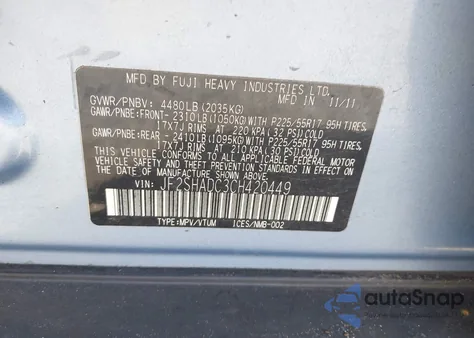 MFD. BY FUJI HEAVY INDUSTRIES LTD.
GVWR/PNBV: 4480LB(2035KG) MFD. IN 11/11
GAWR/PNBE:FRONT- 2310LB(1050KG)WITH P225/55R17 95H TIRES,
17x7J RIMS AT 220 KPA(32 PSI)COLD
GAWR/PNBE:REAR - 2410LB(1095KG)WITH P225/55R17 95H TIRES,
17x7J RIMS AT 210 KPA(30 PSI)COLD
THIS VEHICLE CONFORMS TO ALL APPLICABLE FEDERAL MOTOR
VEHICLE SAFETY AND BUMPER STANDARDS IN EFFECT ON THE
DATE OF MANUFACTURE SHOWN ABOVE.
JF2SHADC3CH420449
TYPE:MPV/VTUM ICES/NMB-002
autoSnap